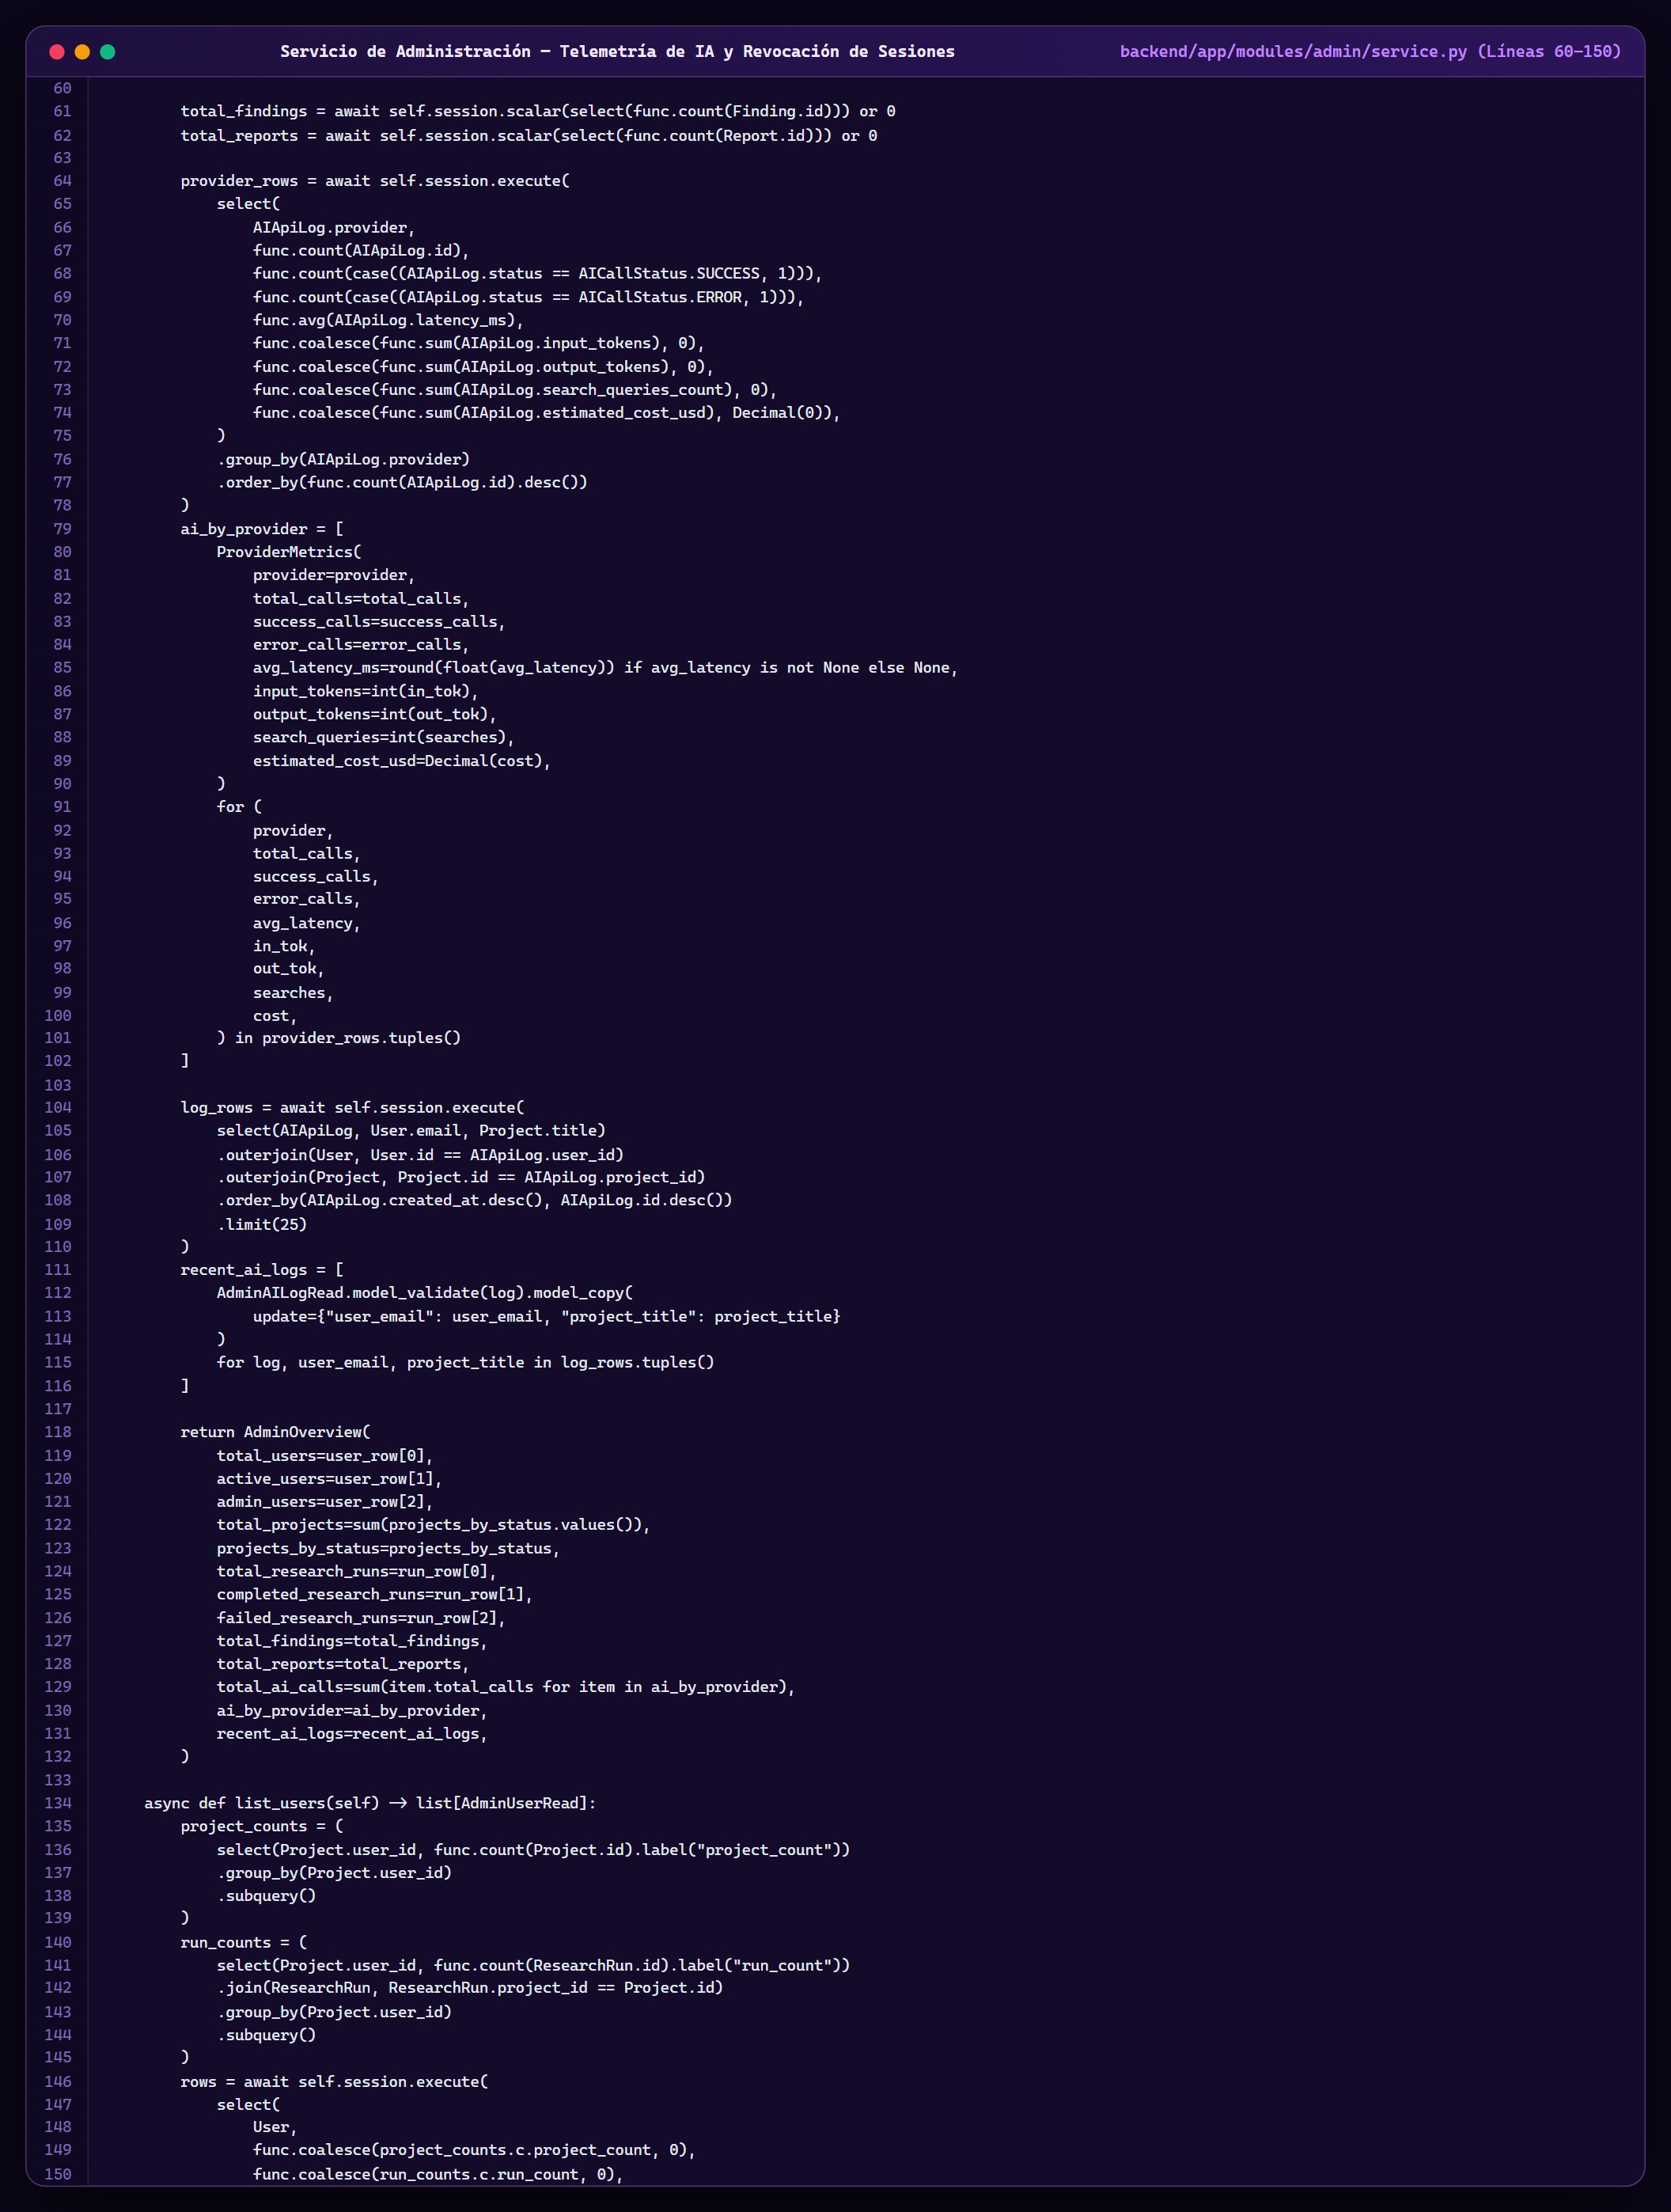 Servicio de Administración — Telemetría de IA y Revocación de Sesiones backend/app/modules/admin/service.py (Líneas 60–150)
60
61 total_findings = await self.session.scalar(select(func.count(Finding.id))) or 0
62 total_reports = await self.session.scalar(select(func.count(Report.id))) or 0
63
64 provider_rows = await self.session.execute(
65 select(
66 AIApiLog.provider,
67 func.count(AIApiLog.id),
68 func.count(case((AIApiLog.status == AICallStatus.SUCCESS, 1))),
69 func.count(case((AIApiLog.status == AICallStatus.ERROR, 1))),
70 func.avg(AIApiLog.latency_ms),
71 func.coalesce(func.sum(AIApiLog.input_tokens), 0),
72 func.coalesce(func.sum(AIApiLog.output_tokens), 0),
73 func.coalesce(func.sum(AIApiLog.search_queries_count), 0),
74 func.coalesce(func.sum(AIApiLog.estimated_cost_usd), Decimal(0)),
75 )
76 .group_by(AIApiLog.provider)
77 .order_by(func.count(AIApiLog.id).desc())
78 )
79 ai_by_provider = [
80 ProviderMetrics(
81 provider=provider,
82 total_calls=total_calls,
83 success_calls=success_calls,
84 error_calls=error_calls,
85 avg_latency_ms=round(float(avg_latency)) if avg_latency is not None else None,
86 input_tokens=int(in_tok),
87 output_tokens=int(out_tok),
88 search_queries=int(searches),
89 estimated_cost_usd=Decimal(cost),
90 )
91 for (
92 provider,
93 total_calls,
94 success_calls,
95 error_calls,
96 avg_latency,
97 in_tok,
98 out_tok,
99 searches,
100 cost,
101 ) in provider_rows.tuples()
102 ]
103
104 log_rows = await self.session.execute(
105 select(AIApiLog, User.email, Project.title)
106 .outerjoin(User, User.id == AIApiLog.user_id)
107 .outerjoin(Project, Project.id == AIApiLog.project_id)
108 .order_by(AIApiLog.created_at.desc(), AIApiLog.id.desc())
109 .limit(25)
110 )
111 recent_ai_logs = [
112 AdminAILogRead.model_validate(log).model_copy(
113 update={"user_email": user_email, "project_title": project_title}
114 )
115 for log, user_email, project_title in log_rows.tuples()
116 ]
117
118 return AdminOverview(
119 total_users=user_row[0],
120 active_users=user_row[1],
121 admin_users=user_row[2],
122 total_projects=sum(projects_by_status.values()),
123 projects_by_status=projects_by_status,
124 total_research_runs=run_row[0],
125 completed_research_runs=run_row[1],
126 failed_research_runs=run_row[2],
127 total_findings=total_findings,
128 total_reports=total_reports,
129 total_ai_calls=sum(item.total_calls for item in ai_by_provider),
130 ai_by_provider=ai_by_provider,
131 recent_ai_logs=recent_ai_logs,
132 )
133
134 async def list_users(self) -> list[AdminUserRead]:
135 project_counts = (
136 select(Project.user_id, func.count(Project.id).label("project_count"))
137 .group_by(Project.user_id)
138 .subquery()
139 )
140 run_counts = (
141 select(Project.user_id, func.count(ResearchRun.id).label("run_count"))
142 .join(ResearchRun, ResearchRun.project_id == Project.id)
143 .group_by(Project.user_id)
144 .subquery()
145 )
146 rows = await self.session.execute(
147 select(
148 User,
149 func.coalesce(project_counts.c.project_count, 0),
150 func.coalesce(run_counts.c.run_count, 0),